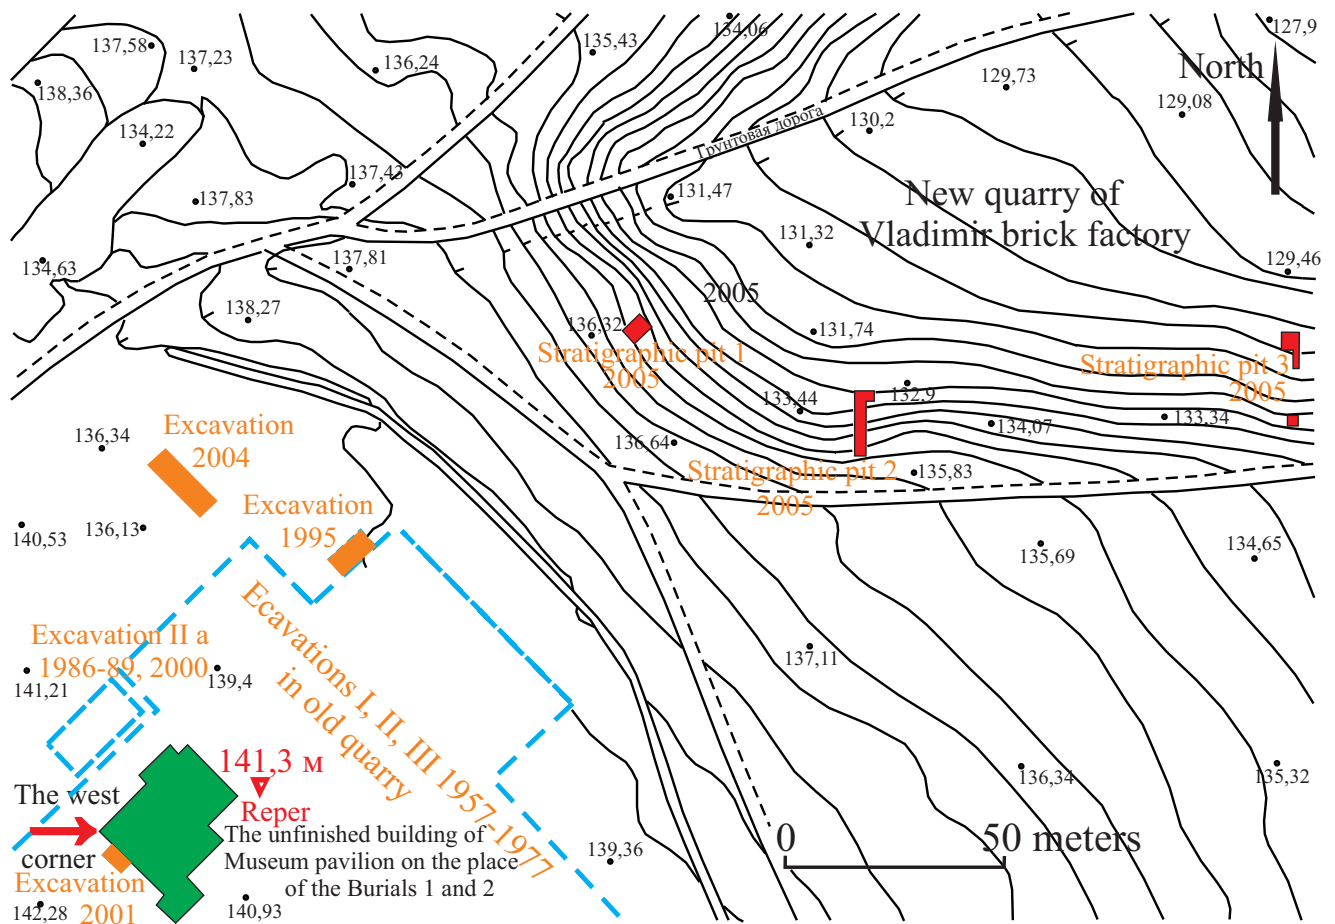 134,06
127,9
137,58
137,23
136,24
135,43
North
138,36
129,73
129,08
134,22
130,2
Грунтовая дорога
137,43
137,83
131,47
New quarry of
Vladimir brick factory
131,32
134,63
137,81
129,46
2005
138,27
136,32
131,74
Stratigraphic pit 1
2005
Stratigraphic pit 3
2005
133,44
132,9
133,34
134,07
136,34
Excavation
2004
136,64
Stratigraphic pit 2
2005
135,83
Excavation
1995
140,53
136,13
135,69
134,65
Ecavations I, II, III 1957-1977
in old quarry
Excavation II a
1986-89, 2000
141,21
139,4
137,11
141,3 м
Reper
136,34
135,32
The west
corner
The unfinished building of
Museum pavilion on the place
of the Burials 1 and 2
0
50 meters
139,36
Excavation
2001
142,28
140,93